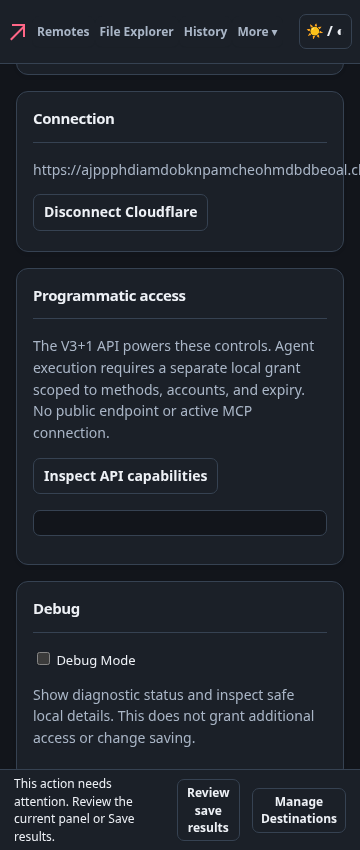 Remotes File Explorer History More ▾ ☀️ / ◐
Connection
https://ajppphdiamdobknpamcheohmdbdbeoal.c
Disconnect Cloudflare
Programmatic access
The V3+1 API powers these controls. Agent
execution requires a separate local grant
scoped to methods, accounts, and expiry.
No public endpoint or active MCP
connection.
Inspect API capabilities
Debug
Debug Mode
Show diagnostic status and inspect safe
local details. This does not grant additional
access or change saving.
This action needs
attention. Review the
current panel or Save
results.
Review
save
results
Manage
Destinations